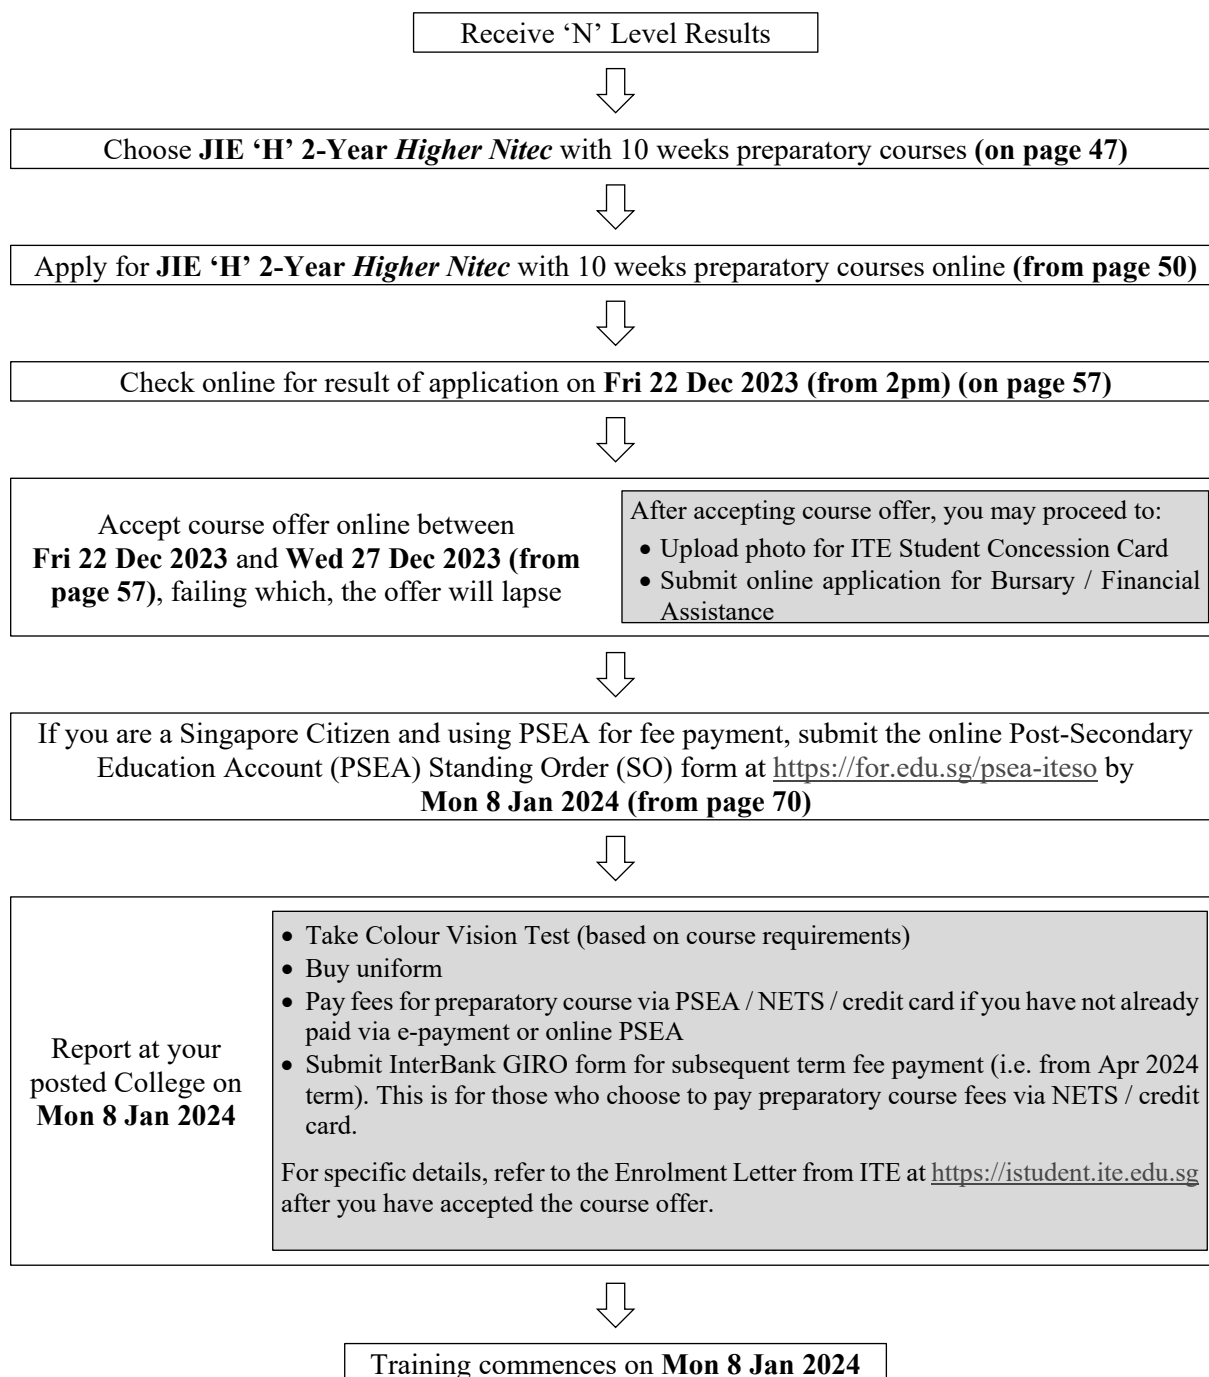 Receive ‘N’ Level Results
Choose JIE ‘H’ 2-Year Higher Nitec with 10 weeks preparatory courses (on page 47)
Apply for JIE ‘H’ 2-Year Higher Nitec with 10 weeks preparatory courses online (from page 50)
Check online for result of application on Fri 22 Dec 2023 (from 2pm) (on page 57)
Accept course offer online between
Fri 22 Dec 2023 and Wed 27 Dec 2023 (from
page 57), failing which, the offer will lapse
After accepting course offer, you may proceed to:
• Upload photo for ITE Student Concession Card
• Submit online application for Bursary / Financial
Assistance
If you are a Singapore Citizen and using PSEA for fee payment, submit the online Post-Secondary
Education Account (PSEA) Standing Order (SO) form at https://for.edu.sg/psea-iteso by
Mon 8 Jan 2024 (from page 70)
Report at your
posted College on
Mon 8 Jan 2024
• Take Colour Vision Test (based on course requirements)
• Buy uniform
• Pay fees for preparatory course via PSEA / NETS / credit card if you have not already
paid via e-payment or online PSEA
• Submit InterBank GIRO form for subsequent term fee payment (i.e. from Apr 2024
term). This is for those who choose to pay preparatory course fees via NETS / credit
card.
For specific details, refer to the Enrolment Letter from ITE at https://istudent.ite.edu.sg
after you have accepted the course offer.
Training commences on Mon 8 Jan 2024